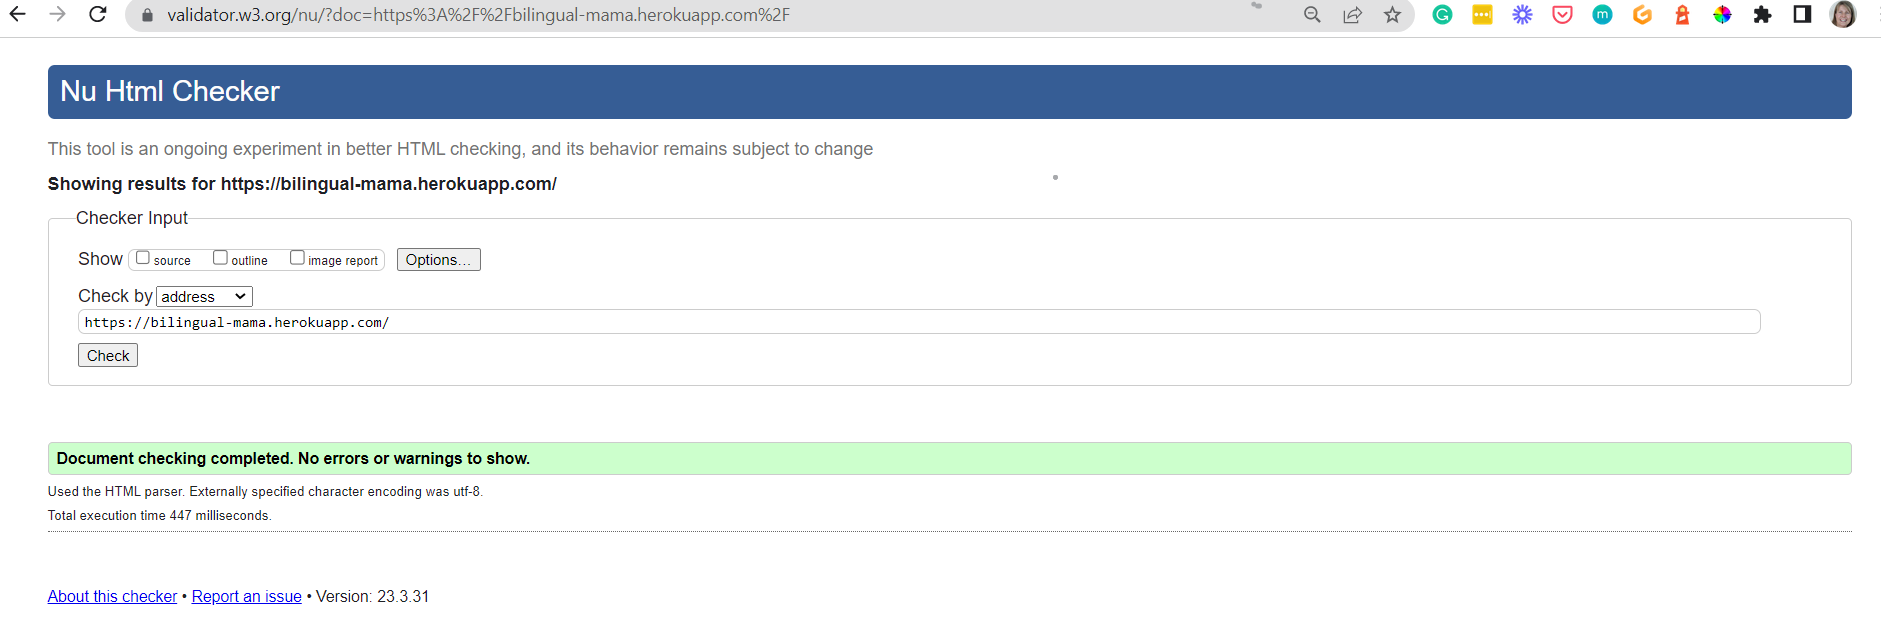 validator.w3.org/nu/?doc=https%3A%2F%2Fbilingual-mama.herokuapp.com%2F
Nu Html Checker
This tool is an ongoing experiment in better HTML checking, and its behavior remains subject to change
Showing results for https://bilingual-mama.herokuapp.com/
Checker Input
Show source outline image report Options...
Check by address
https://bilingual-mama.herokuapp.com/
Check
Document checking completed. No errors or warnings to show.
Used the HTML parser. Externally specified character encoding was utf-8.
Total execution time 447 milliseconds.
About this checker • Report an issue • Version: 23.3.31